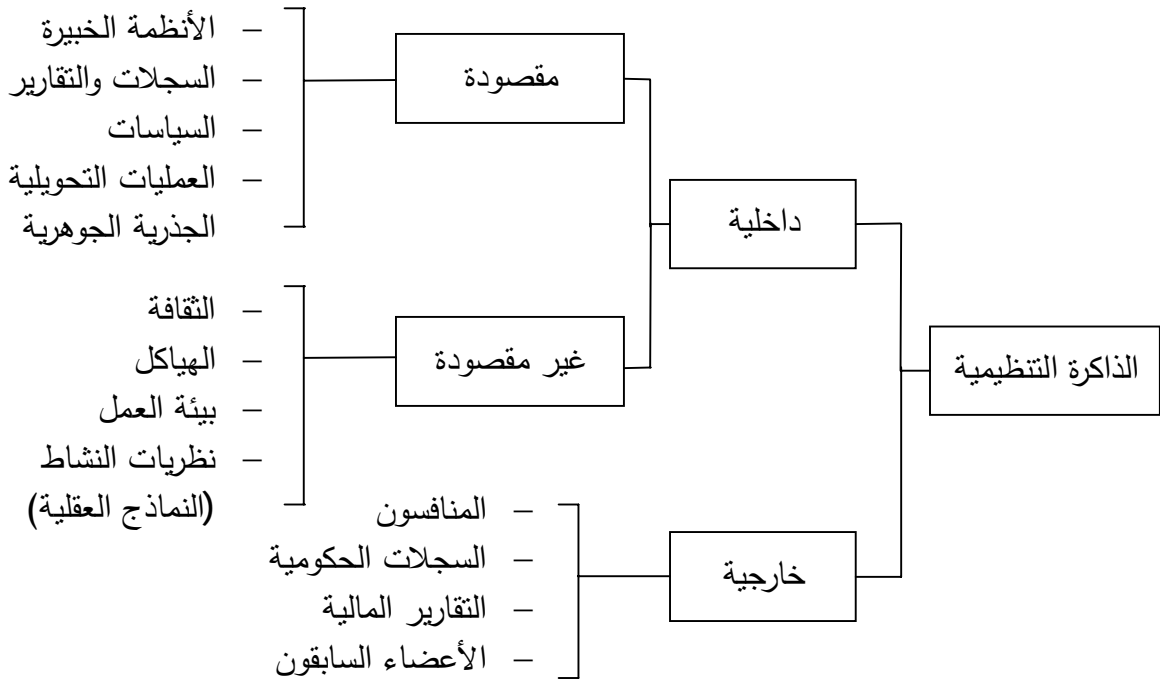 الذاكرة التنظيمية
داخلية
مقصودة
– الأنظمة الخبيرة
– السجلات والتقارير
– السياسات
– العمليات التحويلية
الجذرية الجوهرية
غير مقصودة
– الثقافة
– الهياكل
– بيئة العمل
– نظريات النشاط
(النماذج العقلية)
خارجية
– المنافسون
– السجلات الحكومية
– التقارير المالية
– الأعضاء السابقون